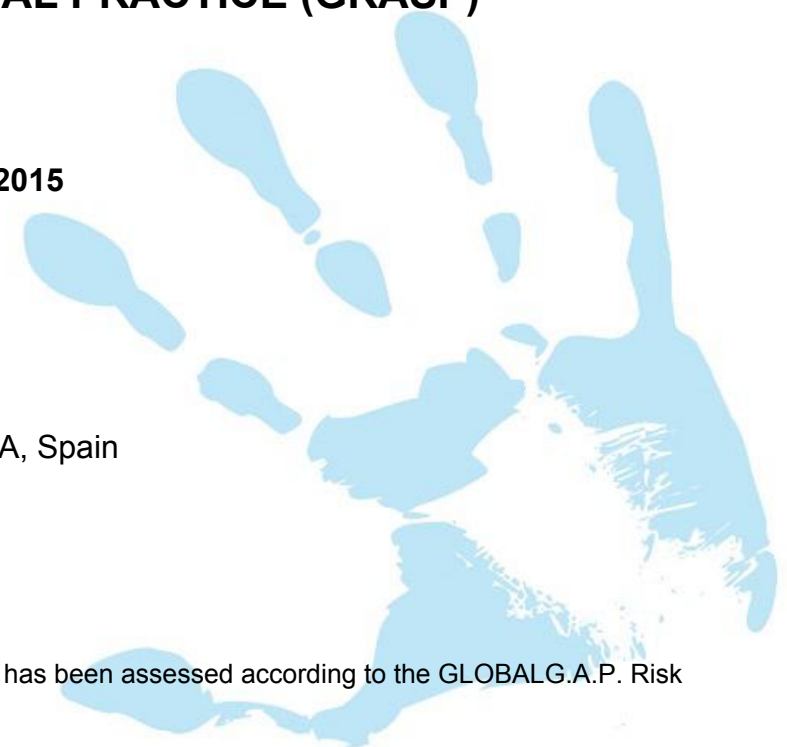 AL PRACTICE (GRASP)
2015
A, Spain
has been assessed according to the GLOBALG.A.P. Risk